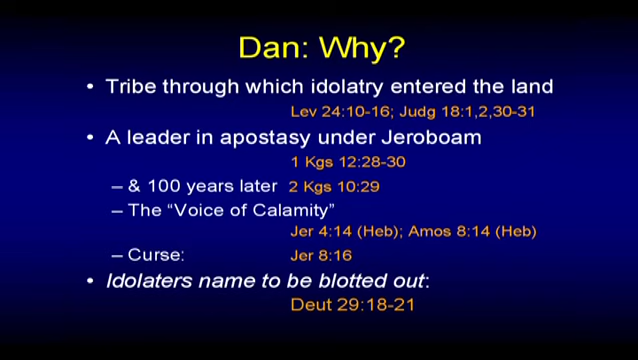 Dan: Why?
• Tribe through which idolatry entered the land
Lev 24:10-16; Judg 18:1,2,30-31
• A leader in apostasy under Jeroboam
1 Kgs 12:28-30
– & 100 years later 2 Kgs 10:29
– The “Voice of Calamity”
Jer 4:14 (Heb); Amos 8:14 (Heb)
– Curse: Jer 8:16
• Idolaters name to be blotted out:
Deut 29:18-21